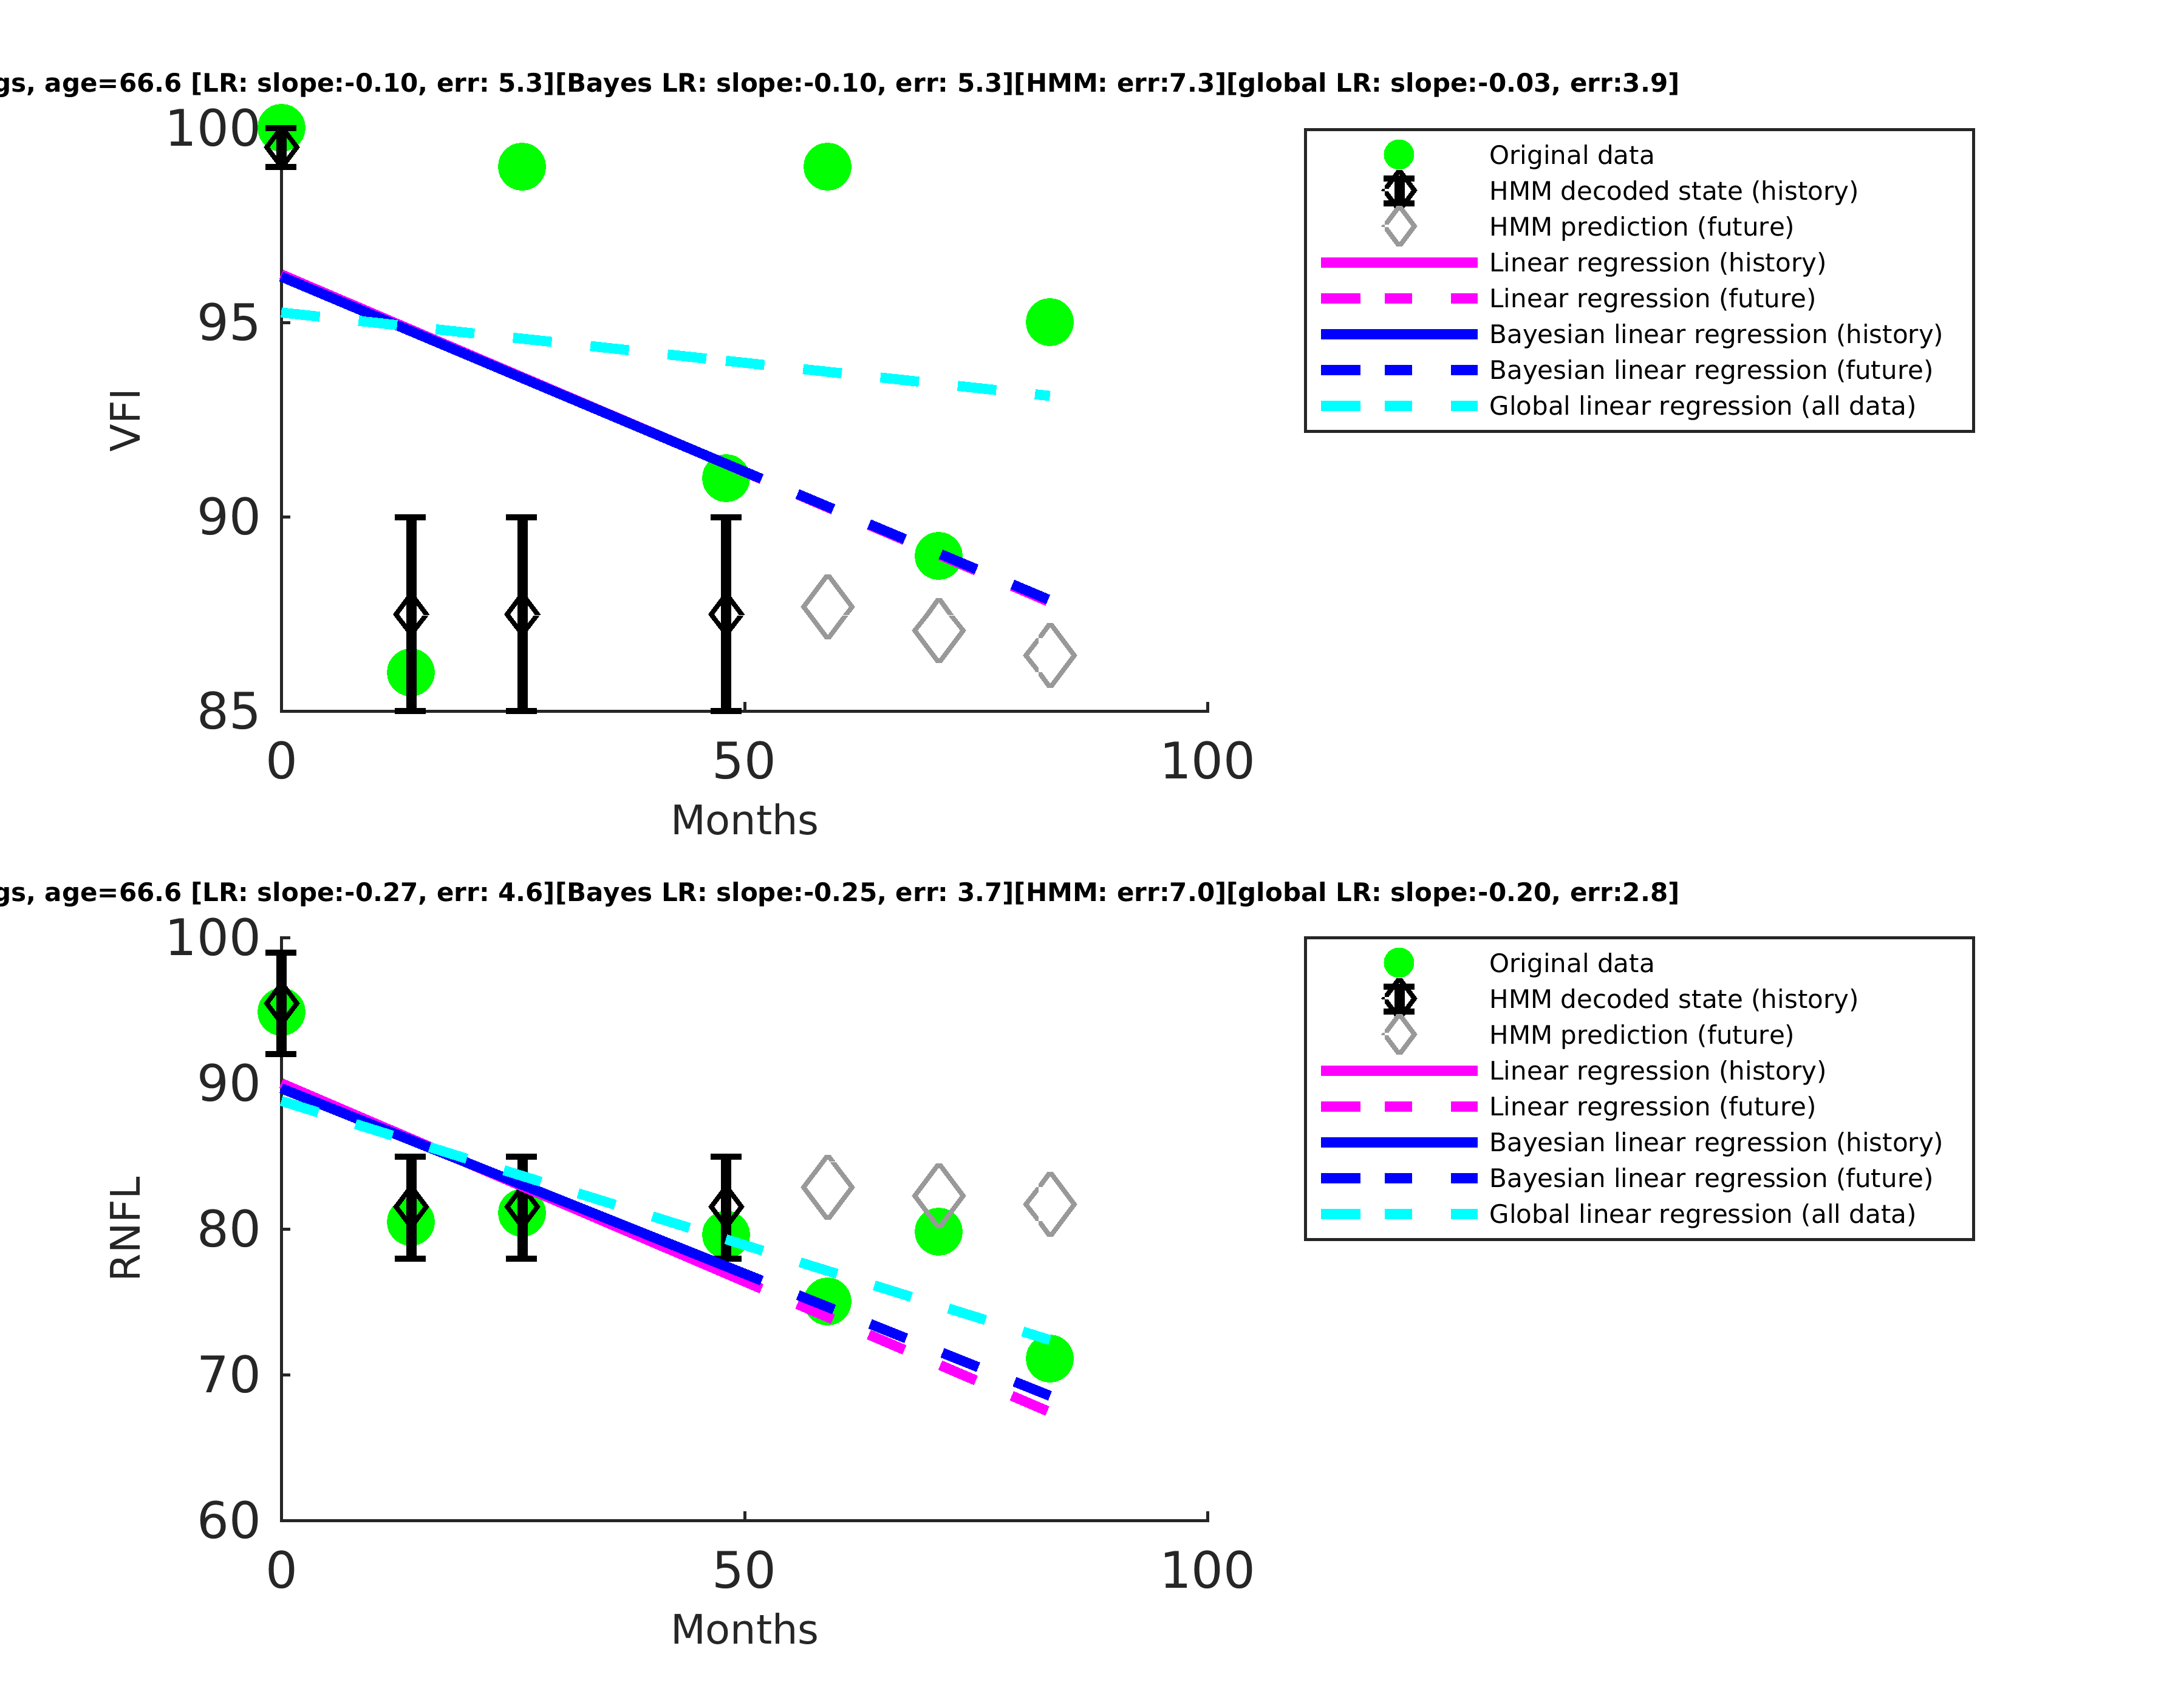 gs, age=66.6 [LR: slope:-0.10, err: 5.3][Bayes LR: slope:-0.10, err: 5.3][HMM: err:7.3][global LR: slope:-0.03, err:3.9]
100
95
90
85
VFI
0 50 100
Months
Original data
HMM decoded state (history)
HMM prediction (future)
Linear regression (history)
Linear regression (future)
Bayesian linear regression (history)
Bayesian linear regression (future)
Global linear regression (all data)
gs, age=66.6 [LR: slope:-0.27, err: 4.6][Bayes LR: slope:-0.25, err: 3.7][HMM: err:7.0][global LR: slope:-0.20, err:2.8]
100
90
80
70
60
RNFL
0 50 100
Months
Original data
HMM decoded state (history)
HMM prediction (future)
Linear regression (history)
Linear regression (future)
Bayesian linear regression (history)
Bayesian linear regression (future)
Global linear regression (all data)